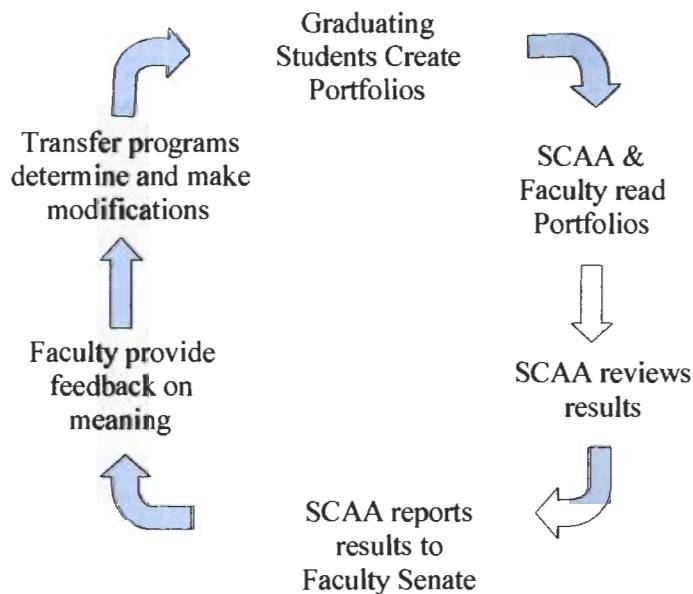 Graduating
Students Create
Portfolios
SCAA &
Faculty read
Portfolios
SCAA reviews
results
SCAA reports
results to
Faculty Senate
Faculty provide
feedback on
meaning
Transfer programs
determine and make
modifications